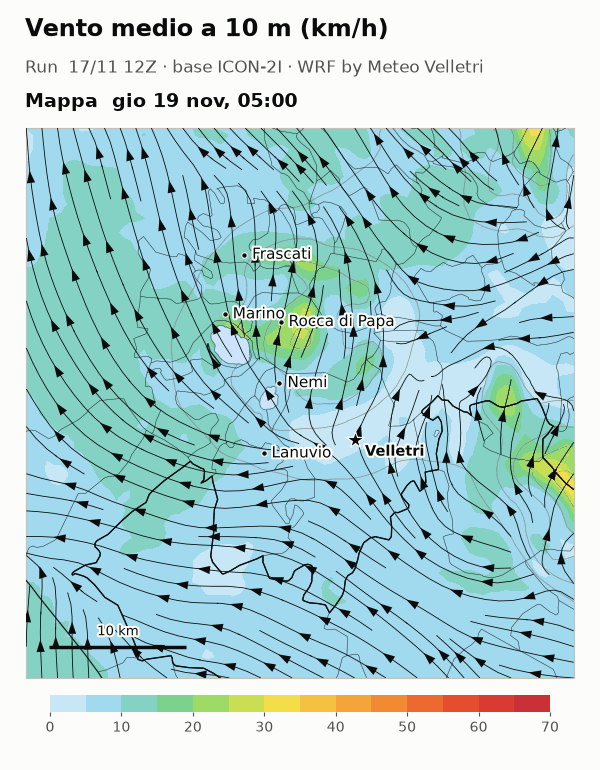 Vento medio a 10 m (km/h)
Run  17/11 12Z · base ICON-2I · WRF by Meteo Velletri
Mappa  gio 19 nov, 05:00
Frascati
Marino
Rocca di Papa
Nemi
Velletri
Lanuvio
10 km
0 10 20 30 40 50 60 70